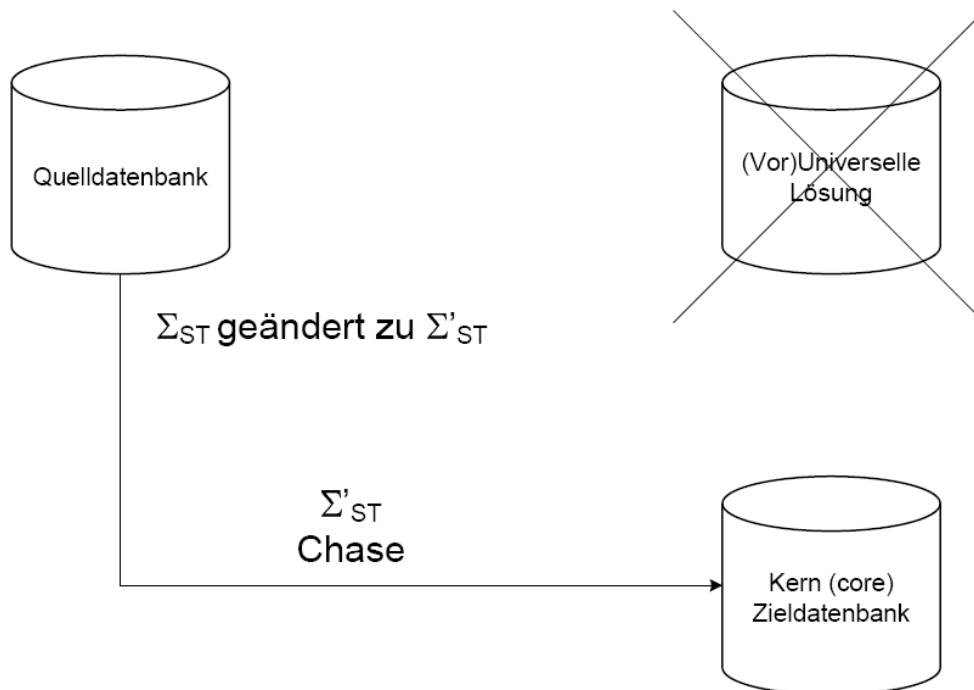 Quelldatenbank
(Vor)Universelle
Lösung
Σ_ST geändert zu Σ’_ST
Σ’_ST
Chase
Kern (core)
Zieldatenbank